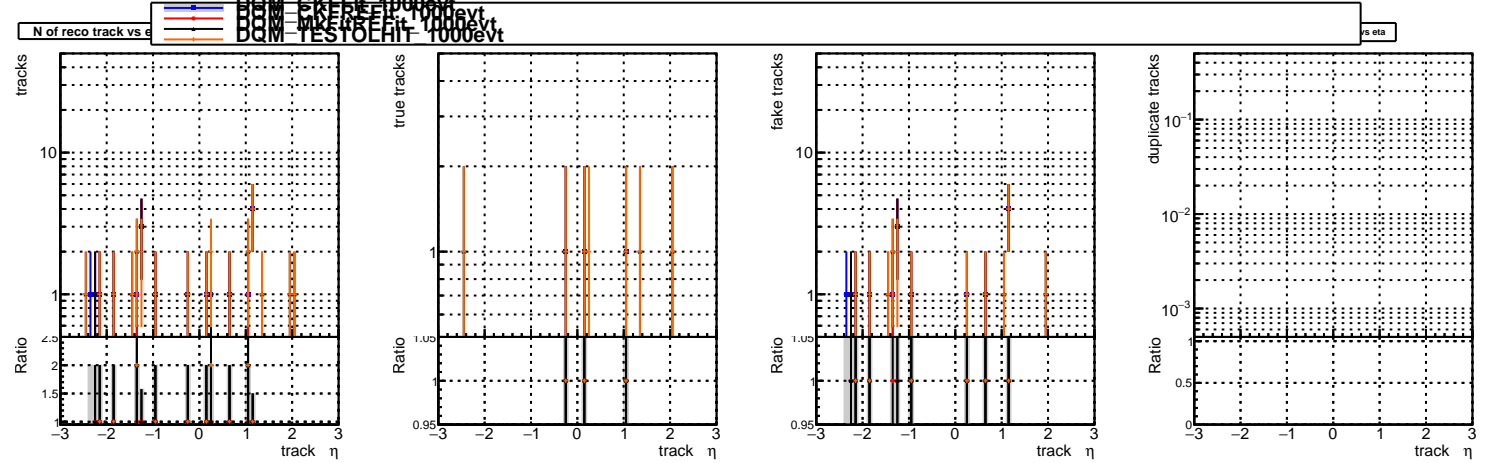 DQM_CKFFit_1000evt
DQM_CKFREFit_1000evt
DQM_MkFitREFit_1000evt
DQM_TESTOLHIT_1000evt
N of reco track vs e
vs eta
tracks
10
1
Ratio
2.5
2
1.5
1
−3 −2 −1 0 1 2 3
track η
true tracks
1
Ratio
1.05
1
0.95
−3 −2 −1 0 1 2 3
track η
fake tracks
10
1
Ratio
1.05
1
0.95
−3 −2 −1 0 1 2 3
track η
duplicate tracks
10−1
10−2
10−3
Ratio
1
0.5
0
−3 −2 −1 0 1 2 3
track η